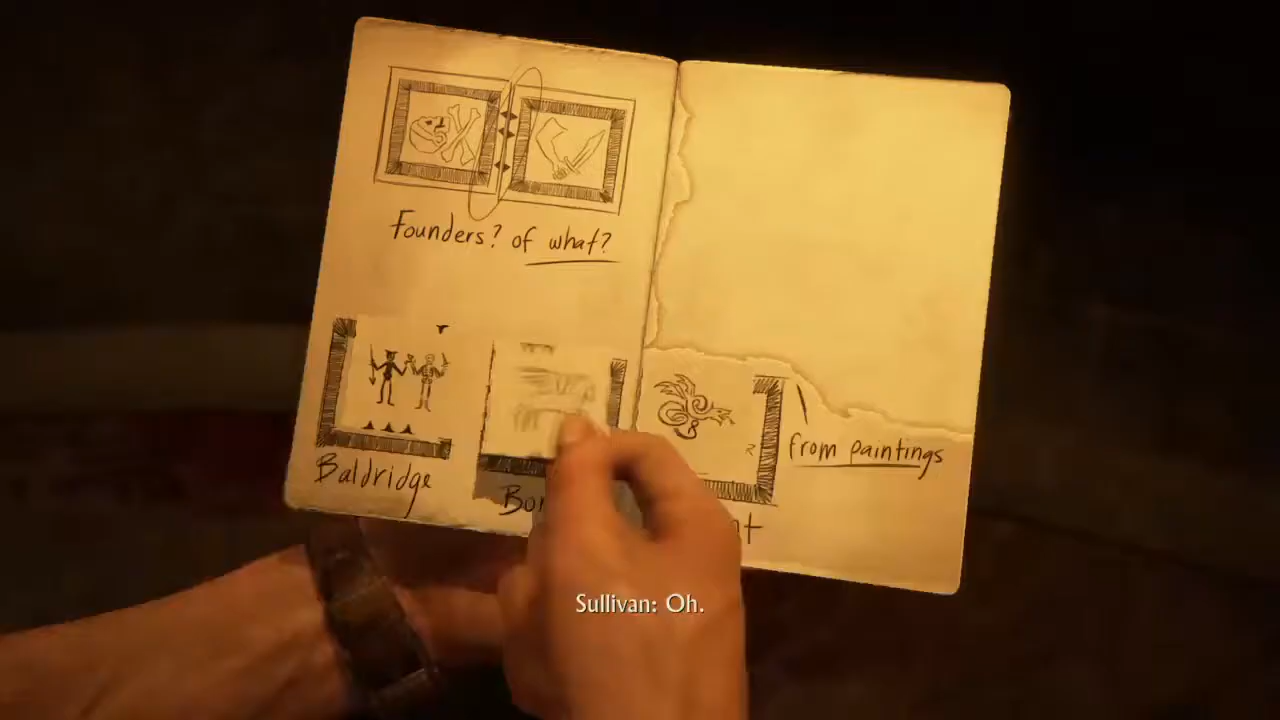 Founders? of what?
from paintings
Baldridge
Sullivan: Oh.